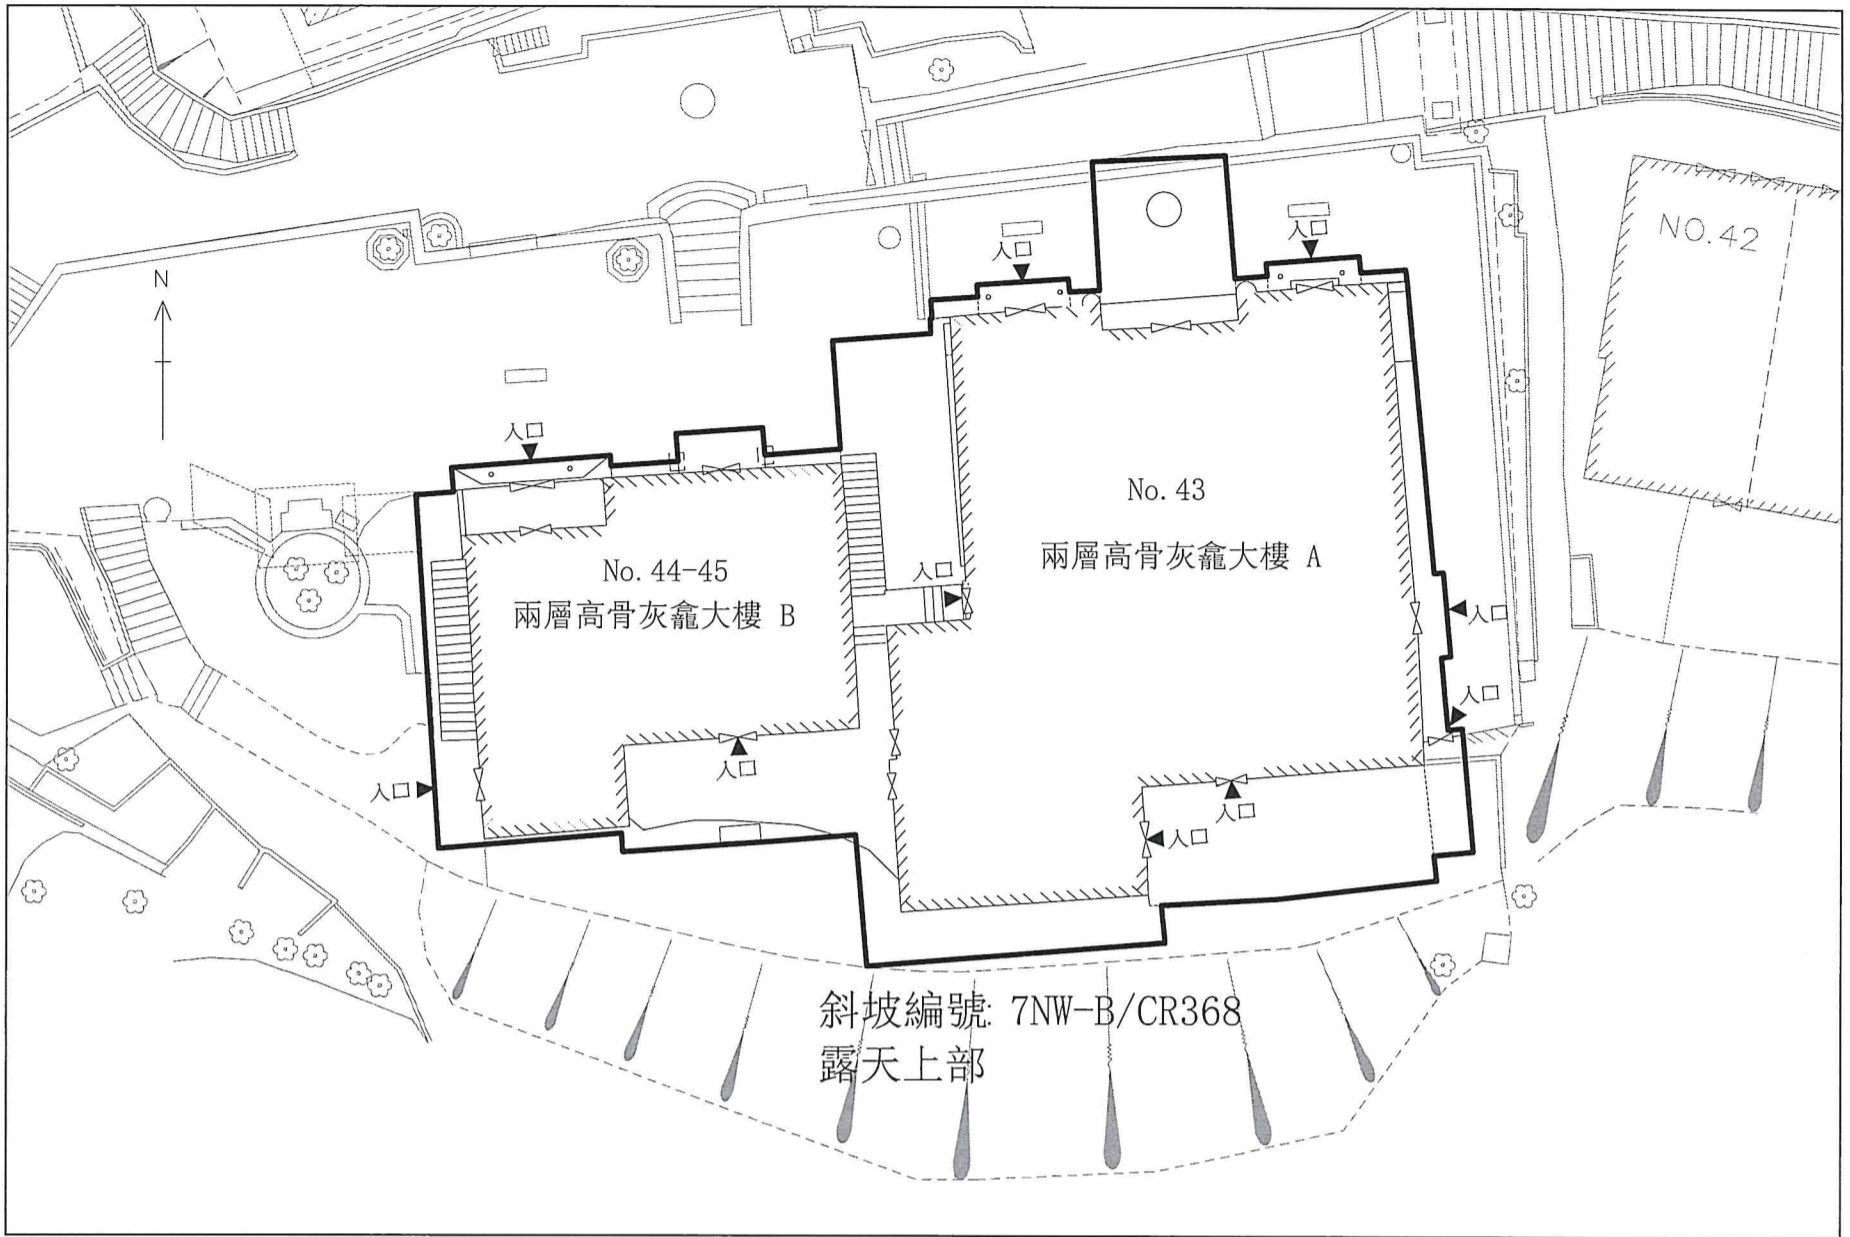 NO.42
入口
入口
N
入口
No. 43
兩層高骨灰龕大樓 A
No. 44-45
兩層高骨灰龕大樓 B
入口
入口
入口
入口
入口
入口
入口
斜坡編號: 7NW-B/CR368
露天上部